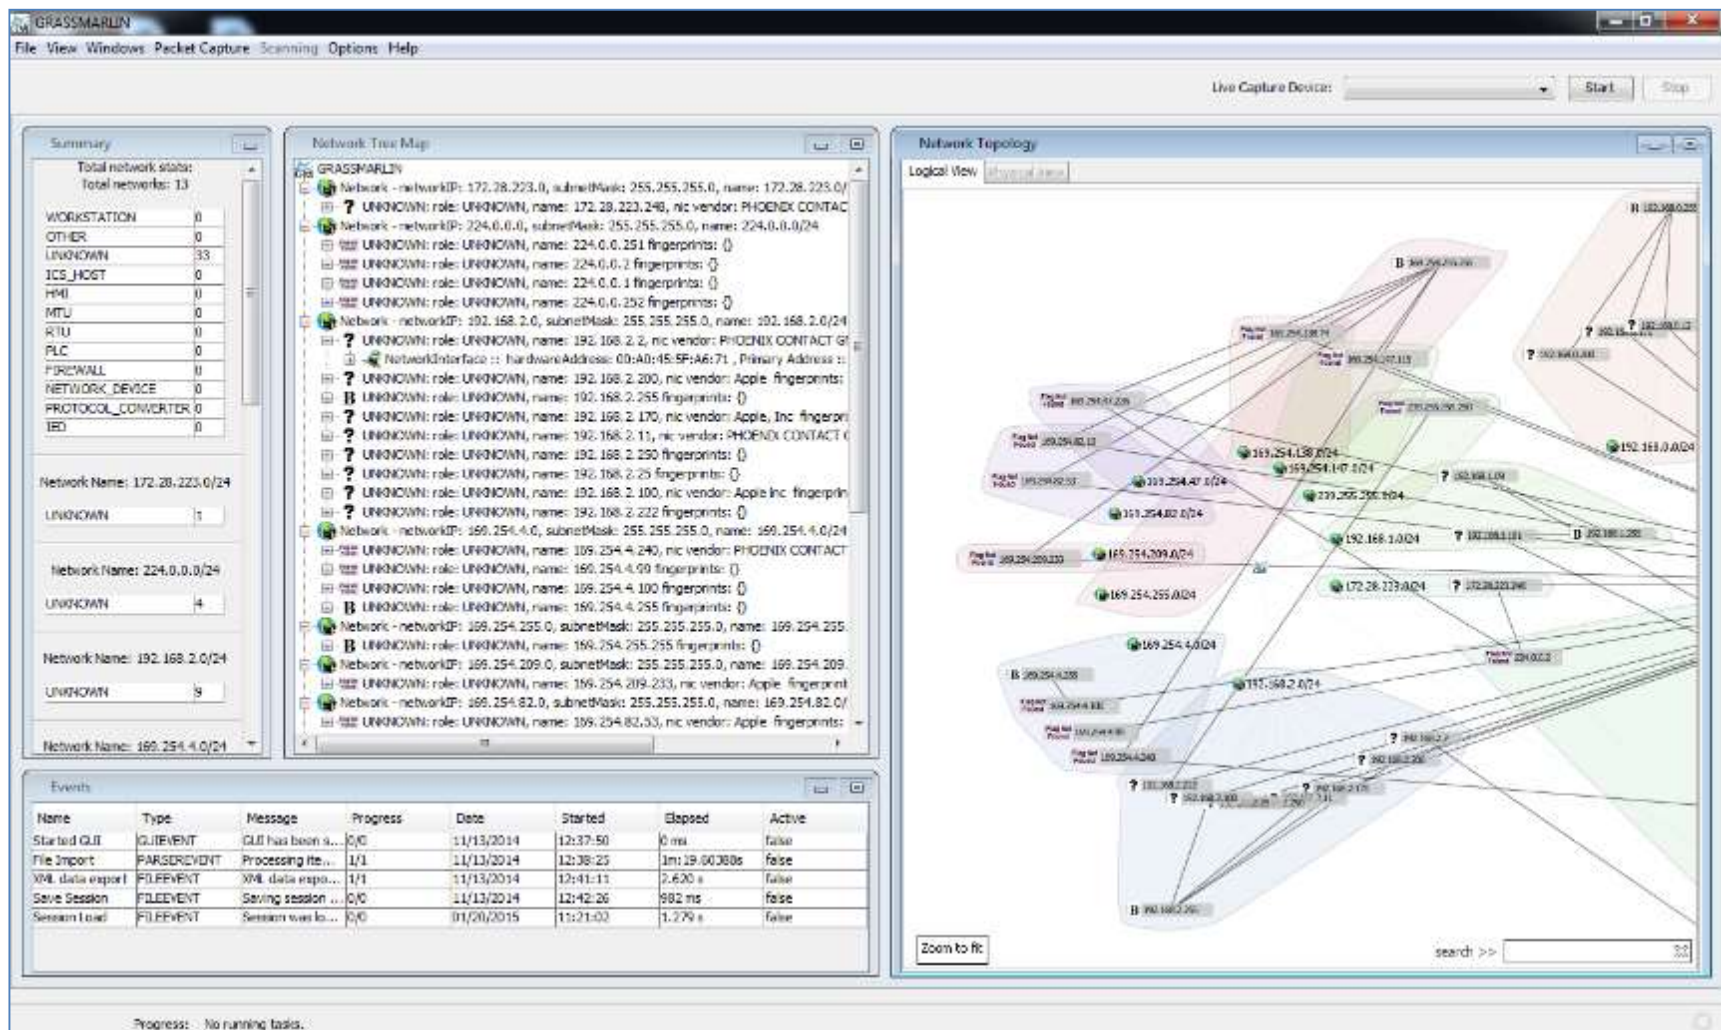 GRASSMARLIN
File View Windows Packet Capture Scanning Options Help
Live Capture Device: Start Stop
Summary
Total network stats:
Total networks: 13
WORKSTATION 0
OTHER 0
UNKNOWN 33
ICS_HOST 0
HMI 0
MTU 0
RTU 0
PLC 0
FIREWALL 0
NETWORK_DEVICE 0
PROTOCOL_CONVERTER 0
IED 0
Network Name: 172.28.223.0/24
UNKNOWN 1
Network Name: 224.0.0.0/24
UNKNOWN 4
Network Name: 192.168.2.0/24
UNKNOWN 9
Network Name: 169.254.4.0/24
Network Tree Map
GRASSMARLIN
Network - networkIP: 172.28.223.0, subnetMask: 255.255.255.0, name: 172.28.223.0/
? UNKNOWN: role: UNKNOWN, name: 172.28.223.248, nic vendor: PHOENIX CONTAC
Network - networkIP: 224.0.0.0, subnetMask: 255.255.255.0, name: 224.0.0.0/24
UNKNOWN: role: UNKNOWN, name: 224.0.0.251 fingerprints: {}
UNKNOWN: role: UNKNOWN, name: 224.0.0.2 fingerprints: {}
UNKNOWN: role: UNKNOWN, name: 224.0.0.1 fingerprints: {}
UNKNOWN: role: UNKNOWN, name: 224.0.0.252 fingerprints: {}
Network - networkIP: 192.168.2.0, subnetMask: 255.255.255.0, name: 192.168.2.0/24
? UNKNOWN: role: UNKNOWN, name: 192.168.2.2, nic vendor: PHOENIX CONTACT G
NetworkInterface :: hardwareAddress: 00:A0:45:5F:A6:71 , Primary Address ::
? UNKNOWN: role: UNKNOWN, name: 192.168.2.200, nic vendor: Apple fingerprints:
B UNKNOWN: role: UNKNOWN, name: 192.168.2.255 fingerprints: {}
? UNKNOWN: role: UNKNOWN, name: 192.168.2.170, nic vendor: Apple, Inc fingerpri
? UNKNOWN: role: UNKNOWN, name: 192.168.2.11, nic vendor: PHOENIX CONTACT G
? UNKNOWN: role: UNKNOWN, name: 192.168.2.250 fingerprints: {}
? UNKNOWN: role: UNKNOWN, name: 192.168.2.25 fingerprints: {}
? UNKNOWN: role: UNKNOWN, name: 192.168.2.100, nic vendor: Apple Inc fingerprin
? UNKNOWN: role: UNKNOWN, name: 192.168.2.222 fingerprints: {}
Network - networkIP: 169.254.4.0, subnetMask: 255.255.255.0, name: 169.254.4.0/24
UNKNOWN: role: UNKNOWN, name: 169.254.4.240, nic vendor: PHOENIX CONTACT
UNKNOWN: role: UNKNOWN, name: 169.254.4.99 fingerprints: {}
UNKNOWN: role: UNKNOWN, name: 169.254.4.100 fingerprints: {}
B UNKNOWN: role: UNKNOWN, name: 169.254.4.255 fingerprints: {}
Network - networkIP: 169.254.255.0, subnetMask: 255.255.255.0, name: 169.254.255.
B UNKNOWN: role: UNKNOWN, name: 169.254.255.255 fingerprints: {}
Network - networkIP: 169.254.209.0, subnetMask: 255.255.255.0, name: 169.254.209.
UNKNOWN: role: UNKNOWN, name: 169.254.209.233, nic vendor: Apple fingerprint
Network - networkIP: 169.254.82.0, subnetMask: 255.255.255.0, name: 169.254.82.0/
UNKNOWN: role: UNKNOWN, name: 169.254.82.53, nic vendor: Apple fingerprints:
Events
Name Type Message Progress Date Started Elapsed Active
Started GUI GUIEVENT GUI has been s... 0/0 11/13/2014 12:37:50 0 ms false
File Import PARSEREVENT Processing ite... 1/1 11/13/2014 12:38:25 1m:19.60388s false
XML data export FILEEVENT XML data expo... 1/1 11/13/2014 12:41:11 2.620 s false
Save Session FILEEVENT Saving session ... 0/0 11/13/2014 12:42:26 982 ms false
Session Load FILEEVENT Session was lo... 0/0 01/20/2015 11:21:02 1.279 s false
Network Topology
Logical View
B 169.254.255.255
192.168.0.0/24
169.254.138.0/24
169.254.147.0/24
169.254.47.0/24
239.255.255.0/24
169.254.82.0/24
192.168.1.0/24
169.254.209.0/24
172.28.223.0/24
169.254.255.0/24
169.254.4.0/24
192.168.2.0/24
Zoom to fit
search >>
Progress: No running tasks.